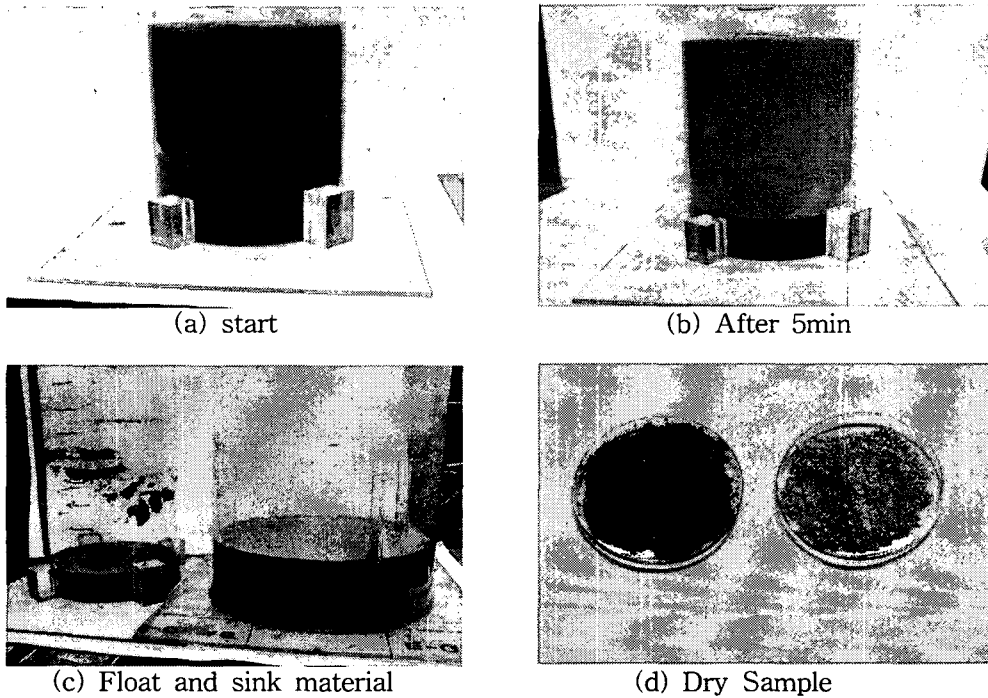 (a) start
(b) After 5min
(c) Float and sink material
(d) Dry Sample